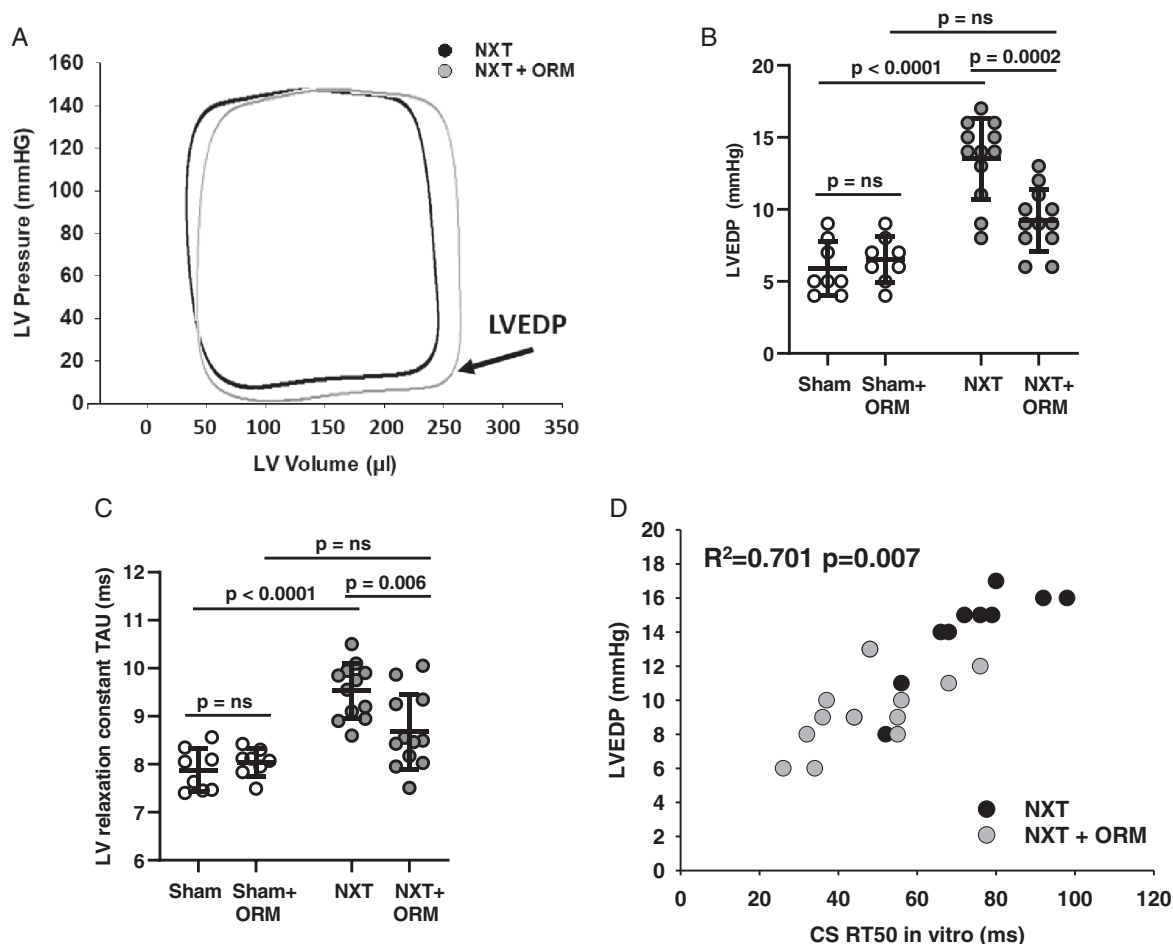 A
NXT
NXT + ORM
160
140
120
100
80
60
40
20
0
LV Pressure (mmHG)
LVEDP
0
50
100
150
200
250
300
350
LV Volume (µl)
B
p = ns
p < 0.0001
p = 0.0002
p = ns
20
15
10
5
0
LVEDP (mmHg)
Sham
Sham+
ORM
NXT
NXT+
ORM
C
p = ns
p < 0.0001
p = 0.006
p = ns
12
11
10
9
8
7
6
LV relaxation constant TAU (ms)
Sham
Sham+
ORM
NXT
NXT+
ORM
D
R²=0.701 p=0.007
20
18
16
14
12
10
8
6
4
2
0
LVEDP (mmHg)
NXT
NXT + ORM
0
20
40
60
80
100
120
CS RT50 in vitro (ms)